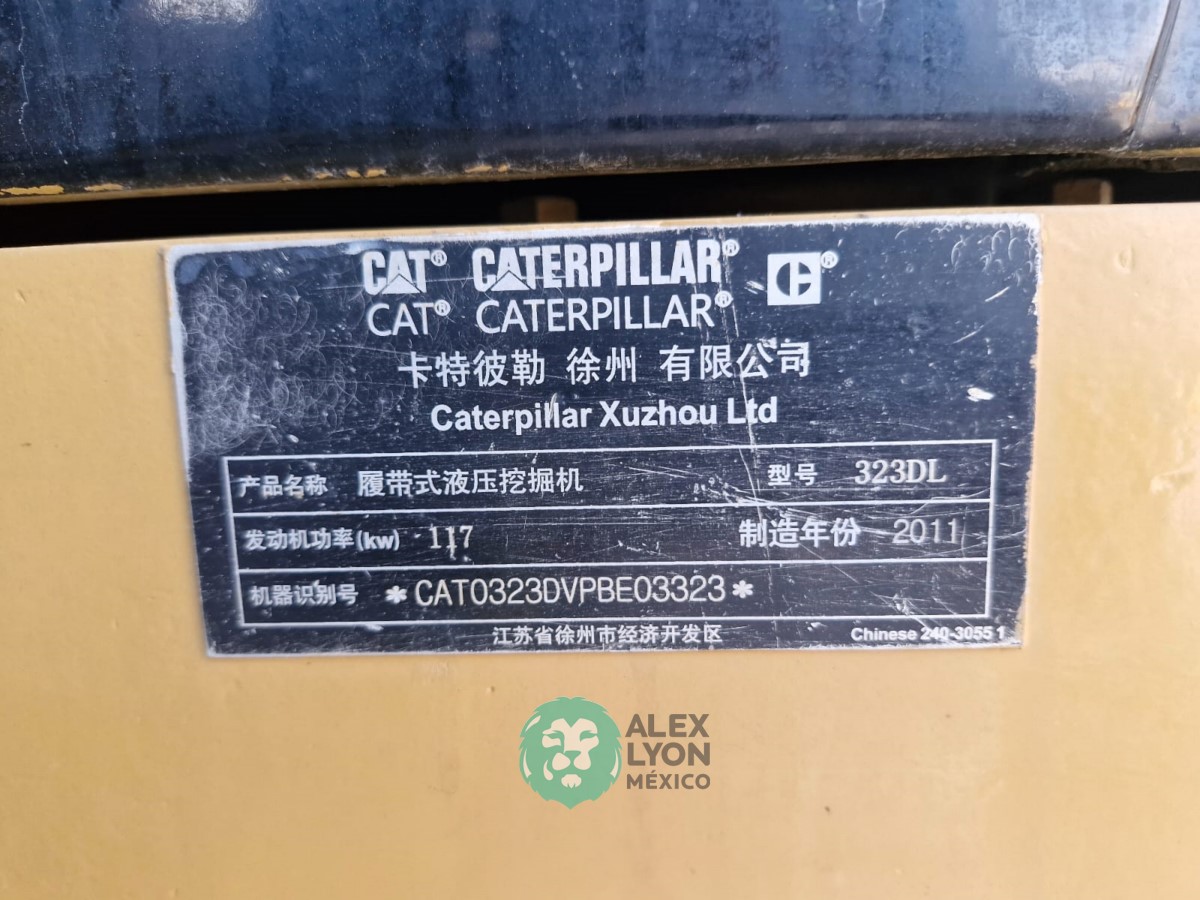 CAT® CATERPILLAR® C®
CAT® CATERPILLAR®
卡特彼勒 徐州 有限公司
Caterpillar Xuzhou Ltd
产品名称 履带式液压挖掘机 型号 323DL
发动机功率(kw) 117 制造年份 2011
机器识别号 *CAT0323DVPBE03323*
江苏省徐州市经济开发区 Chinese 240-3055 1
ALEX
LYON
MÉXICO